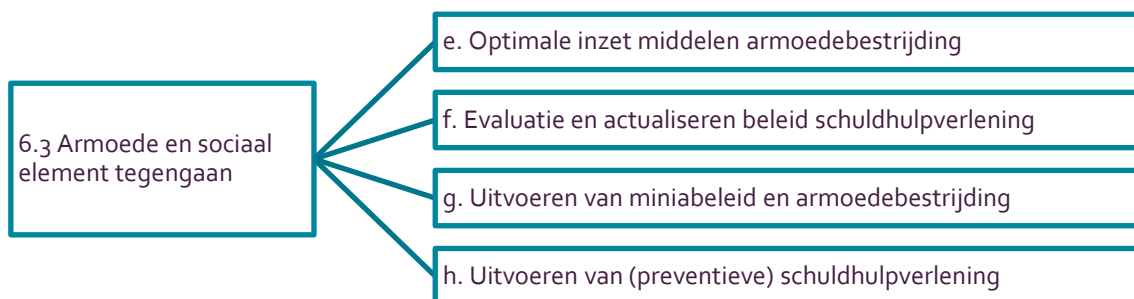 6.3 Armoede en sociaal
element tegengaan
e. Optimale inzet middelen armoedebestrijding
f. Evaluatie en actualiseren beleid schuldhulpverlening
g. Uitvoeren van miniabeleid en armoedebestrijding
h. Uitvoeren van (preventieve) schuldhulpverlening